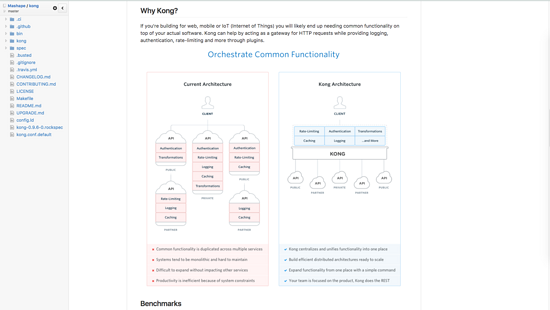 Mashape / kong
master
.ci
.github
bin
kong
spec
.busted
.gitignore
.travis.yml
CHANGELOG.md
CONTRIBUTING.md
LICENSE
Makefile
README.md
UPGRADE.md
config.ld
kong-0.9.6-0.rockspec
kong.conf.default
Why Kong?
If you're building for web, mobile or IoT (Internet of Things) you will likely end up needing common functionality on
top of your actual software. Kong can help by acting as a gateway for HTTP requests while providing logging,
authentication, rate-limiting and more through plugins.
Orchestrate Common Functionality
Current Architecture
CLIENT
API
Authentication
Transformations
PUBLIC
API
Authentication
Rate-Limiting
Logging
Caching
Transformations
PRIVATE
API
Authentication
Rate-Limiting
Caching
PUBLIC
API
Rate-Limiting
Logging
Caching
PARTNER
API
Logging
Caching
PARTNER
Common functionality is duplicated across multiple services
Systems tend to be monolithic and hard to maintain
Difficult to expand without impacting other services
Productivity is inefficient because of system constraints
Kong Architecture
CLIENT
Rate-Limiting Authentication Transformations
Caching Logging ...and more
KONG
API API API API API
PUBLIC PARTNER PRIVATE PARTNER PUBLIC
Kong centralizes and unifies functionality into one place
Build efficient distributed architectures ready to scale
Expand functionality from one place with a simple command
Your team is focused on the product, Kong does the REST
Benchmarks